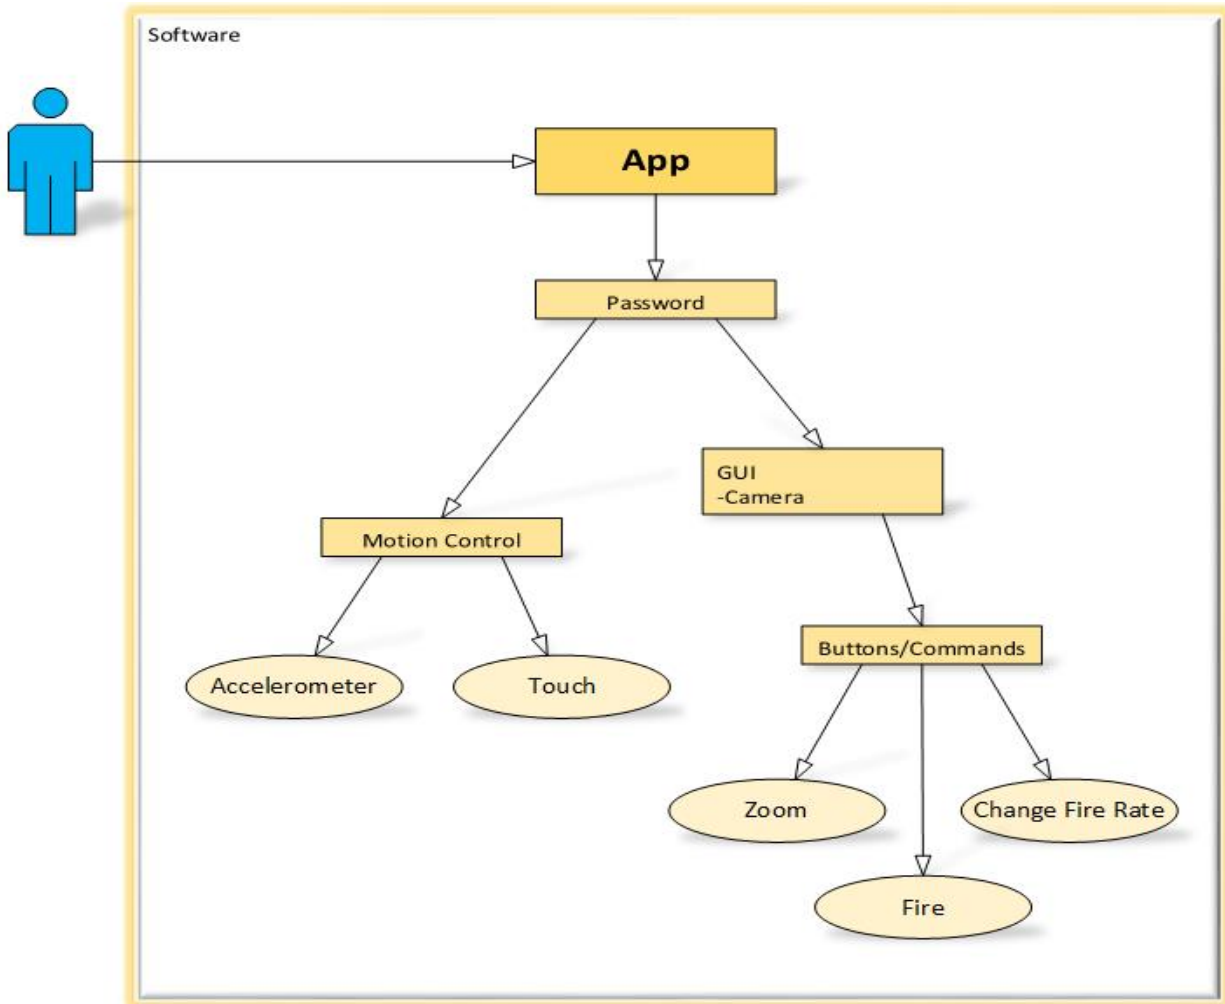 Software
App
Password
GUI
-Camera
Motion Control
Buttons/Commands
Accelerometer
Touch
Zoom
Change Fire Rate
Fire